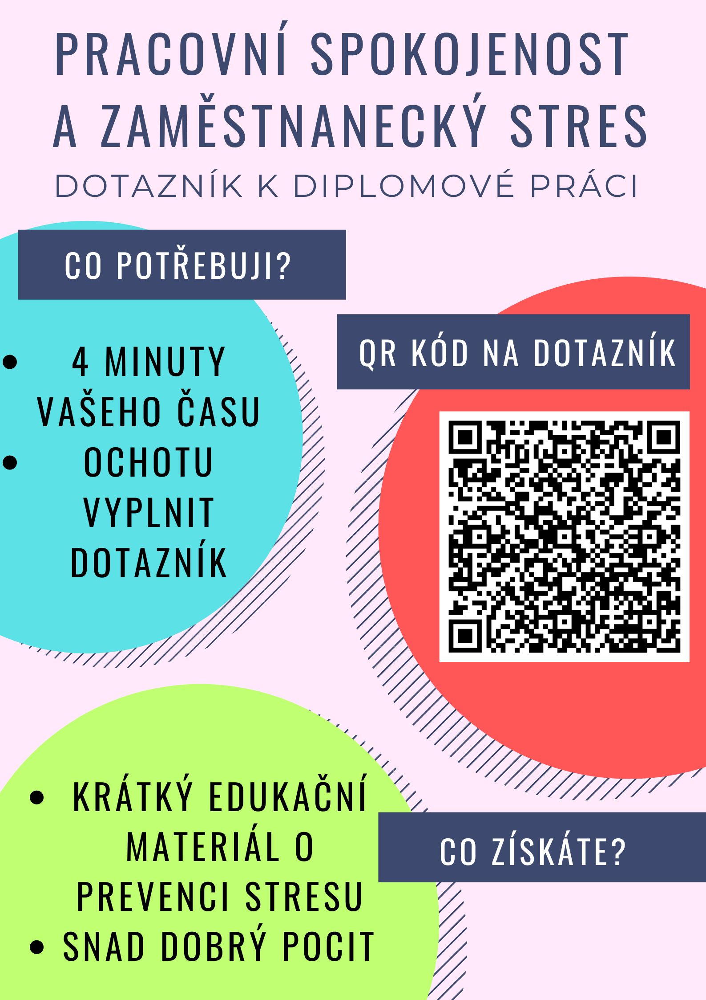 PRACOVNÍ SPOKOJENOST
A ZAMĚSTNANECKÝ STRES
DOTAZNÍK K DIPLOMOVÉ PRÁCI
CO POTŘEBUJI?
• 4 MINUTY
VAŠEHO ČASU
• OCHOTU
VYPLNIT
DOTAZNÍK
QR KÓD NA DOTAZNÍK
CO ZÍSKÁTE?
• KRÁTKÝ EDUKAČNÍ
MATERIÁL O
PREVENCI STRESU
• SNAD DOBRÝ POCIT